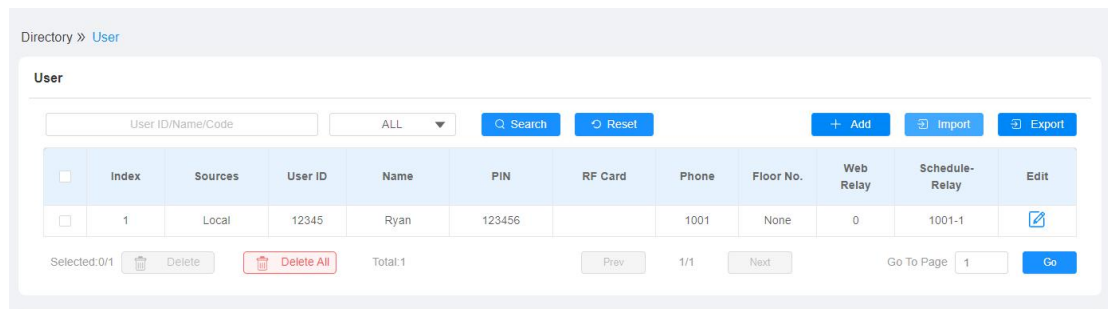 Directory » User
User
User ID/Name/Code ALL Search Reset + Add Import Export
Index Sources User ID Name PIN RF Card Phone Floor No. Web Relay Schedule-Relay Edit
1 Local 12345 Ryan 123456 1001 None 0 1001-1
Selected:0/1 Delete Delete All Total:1 Prev 1/1 Next Go To Page 1 Go